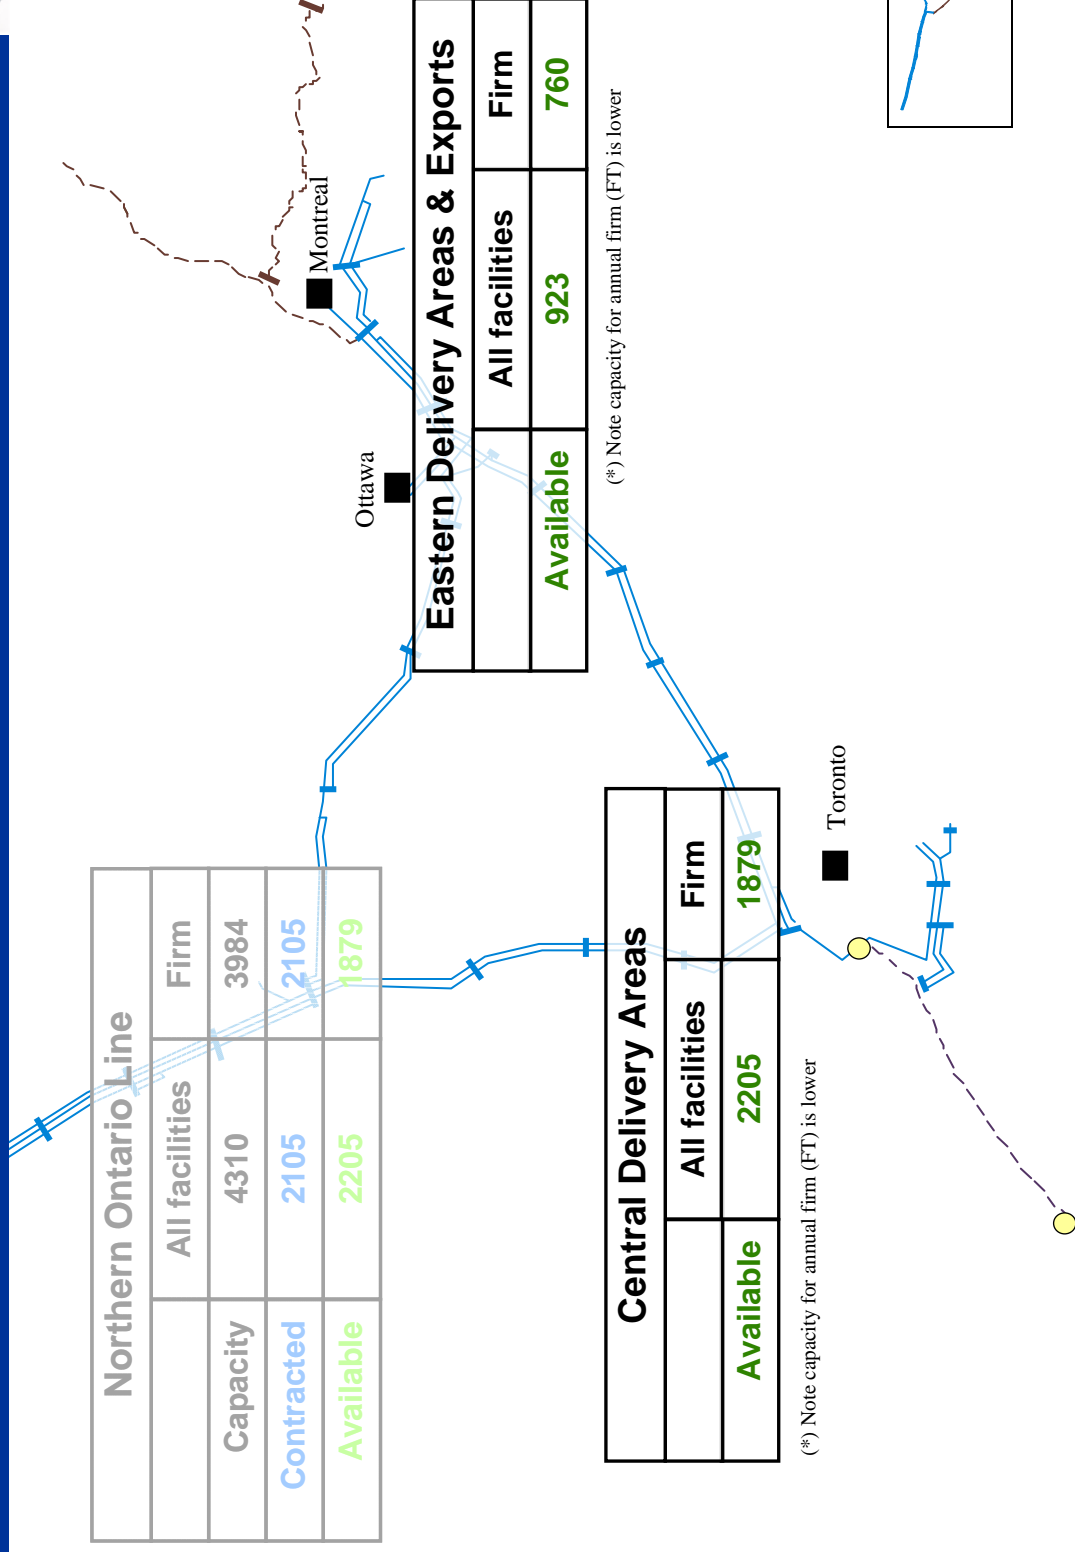 Northern Ontario Line
All facilities Firm
Capacity 4310 3984
Contracted 2105 2105
Available 2205 1879
Ottawa
Montreal
Eastern Delivery Areas & Exports
All facilities Firm
Available 923 760
(*) Note capacity for annual firm (FT) is lower
Central Delivery Areas
All facilities Firm
Available 2205 1879
(*) Note capacity for annual firm (FT) is lower
Toronto